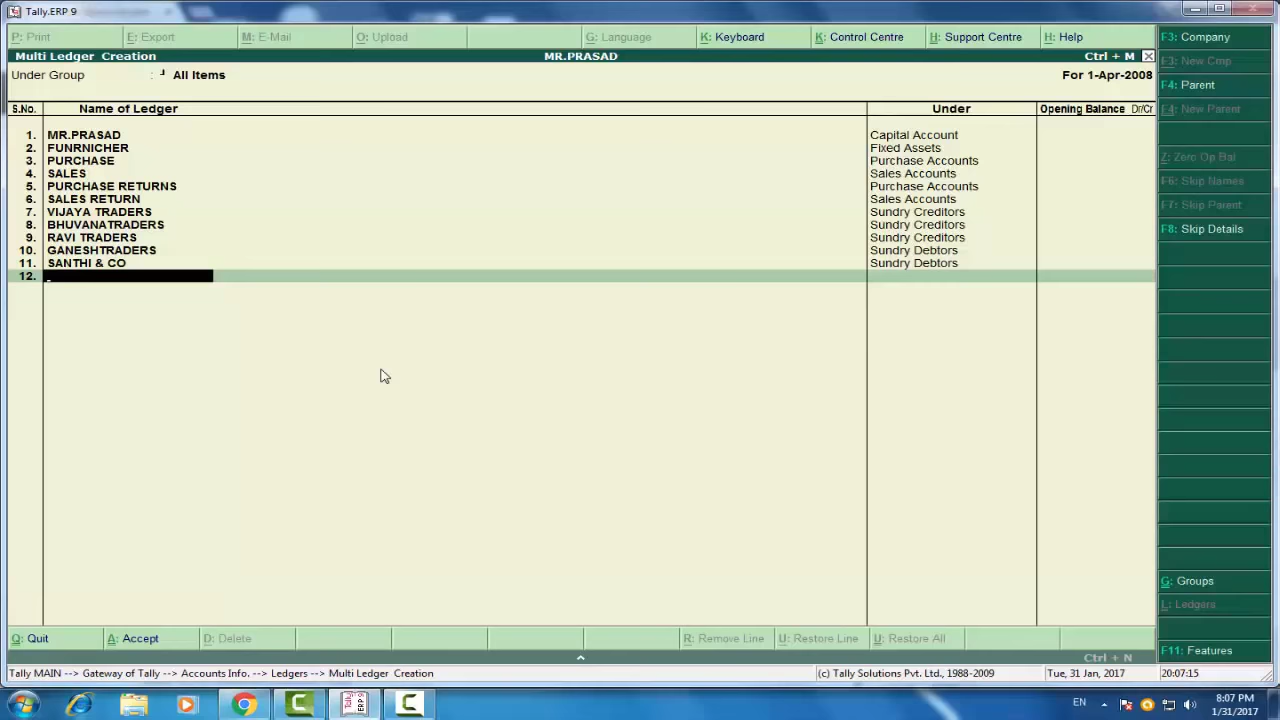 Tally.ERP 9
P: Print E: Export M: E-Mail O: Upload G: Language K: Keyboard K: Control Centre H: Support Centre H: Help
Multi Ledger Creation MR.PRASAD Ctrl + M
Under Group : ┘ All Items For 1-Apr-2008
S.No. Name of Ledger Under Opening Balance Dr/Cr
1. MR.PRASAD Capital Account
2. FUNRNICHER Fixed Assets
3. PURCHASE Purchase Accounts
4. SALES Sales Accounts
5. PURCHASE RETURNS Purchase Accounts
6. SALES RETURN Sales Accounts
7. VIJAYA TRADERS Sundry Creditors
8. BHUVANATRADERS Sundry Creditors
9. RAVI TRADERS Sundry Creditors
10. GANESHTRADERS Sundry Debtors
11. SANTHI & CO Sundry Debtors
12.
F3: Company
F3: New Cmp
F4: Parent
F4: New Parent
Z: Zero Op Bal
F6: Skip Names
F7: Skip Parent
F8: Skip Details
G: Groups
L: Ledgers
F11: Features
Q: Quit A: Accept D: Delete R: Remove Line U: Restore Line U: Restore All
Ctrl + N
Tally MAIN --> Gateway of Tally --> Accounts Info. --> Ledgers --> Multi Ledger Creation (c) Tally Solutions Pvt. Ltd., 1988-2009 Tue, 31 Jan, 2017 20:07:15
Tally ERP 9
EN 8:07 PM
1/31/2017